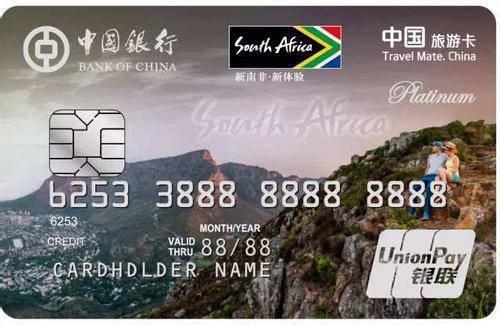 中國銀行
BANK OF CHINA
South Africa
新南非·新体验
中国 旅游卡
Travel Mate. China
Platinum
South Africa
6253 3888 8888 8888
6253
MONTH/YEAR
CREDIT
VALID THRU 88/88
CARDHOLDER NAME
UnionPay
银联